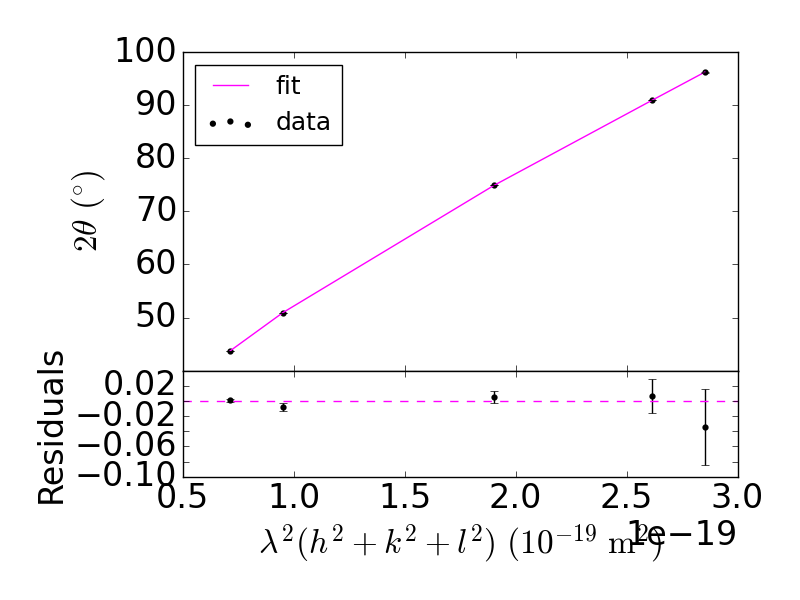 100
90
80
70
60
50
2θ (°)
fit
data
0.02
−0.02
−0.06
−0.10
Residuals
0.5 1.0 1.5 2.0 2.5 3.0
1e−19
λ²(h² + k² + l²) (10⁻¹⁹ m²)